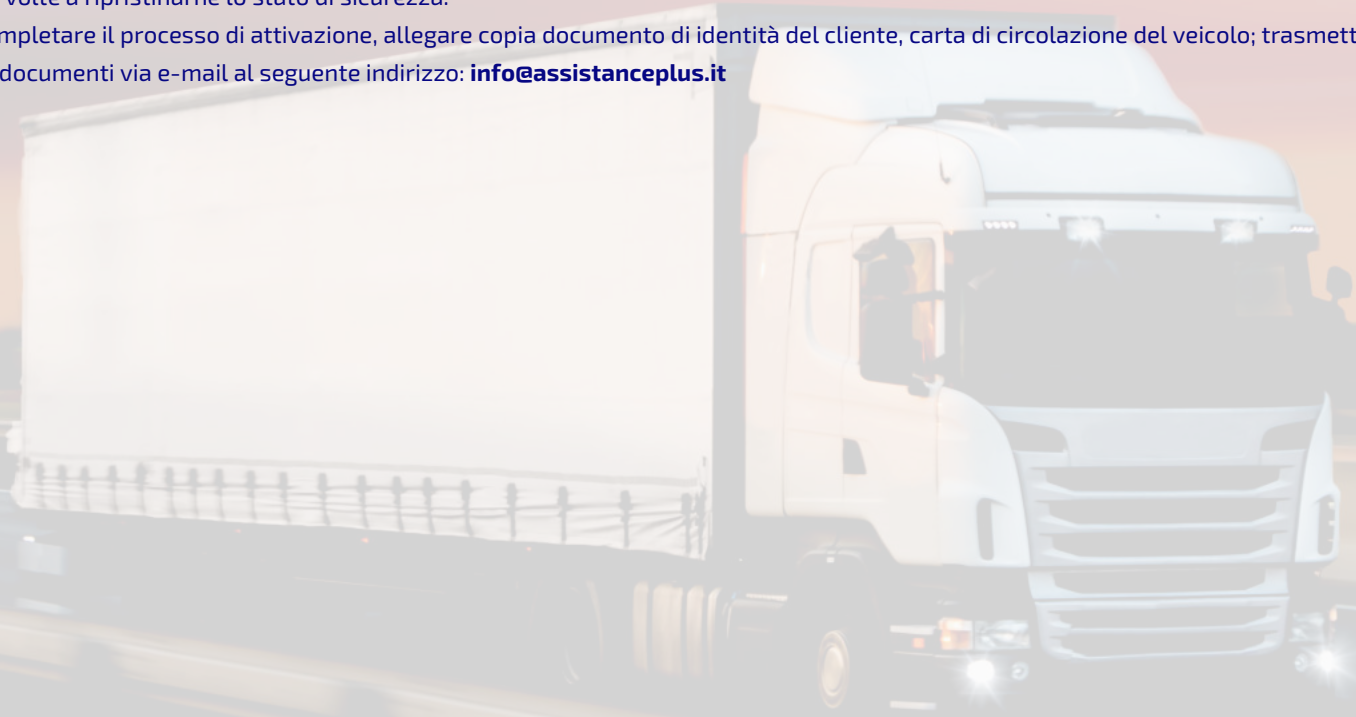 volte a ripristinarne lo stato di sicurezza.
mpletare il processo di attivazione, allegare copia documento di identità del cliente, carta di circolazione del veicolo; trasmett
documenti via e-mail al seguente indirizzo: info@assistanceplus.it